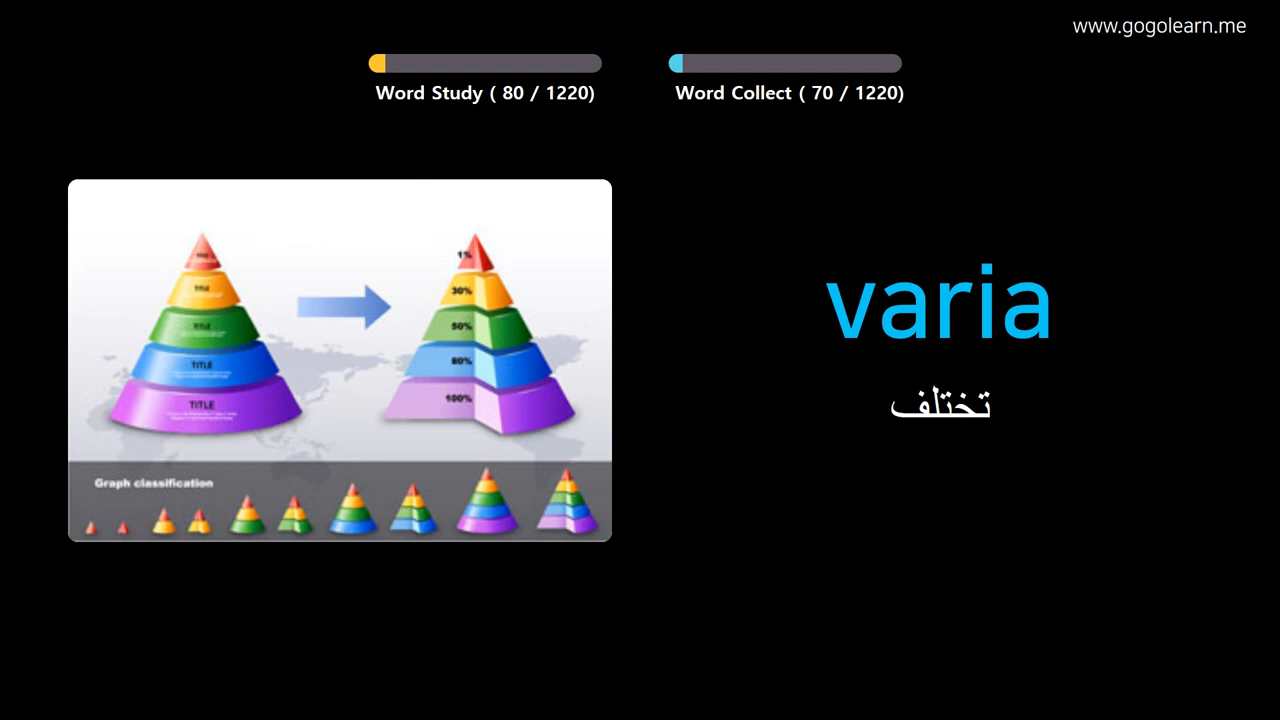 www.gogolearn.me
Word Study ( 80 / 1220)
Word Collect ( 70 / 1220)
TITLE
TITLE
TITLE
TITLE
1%
30%
50%
80%
100%
Graph classification
varia
تختلف